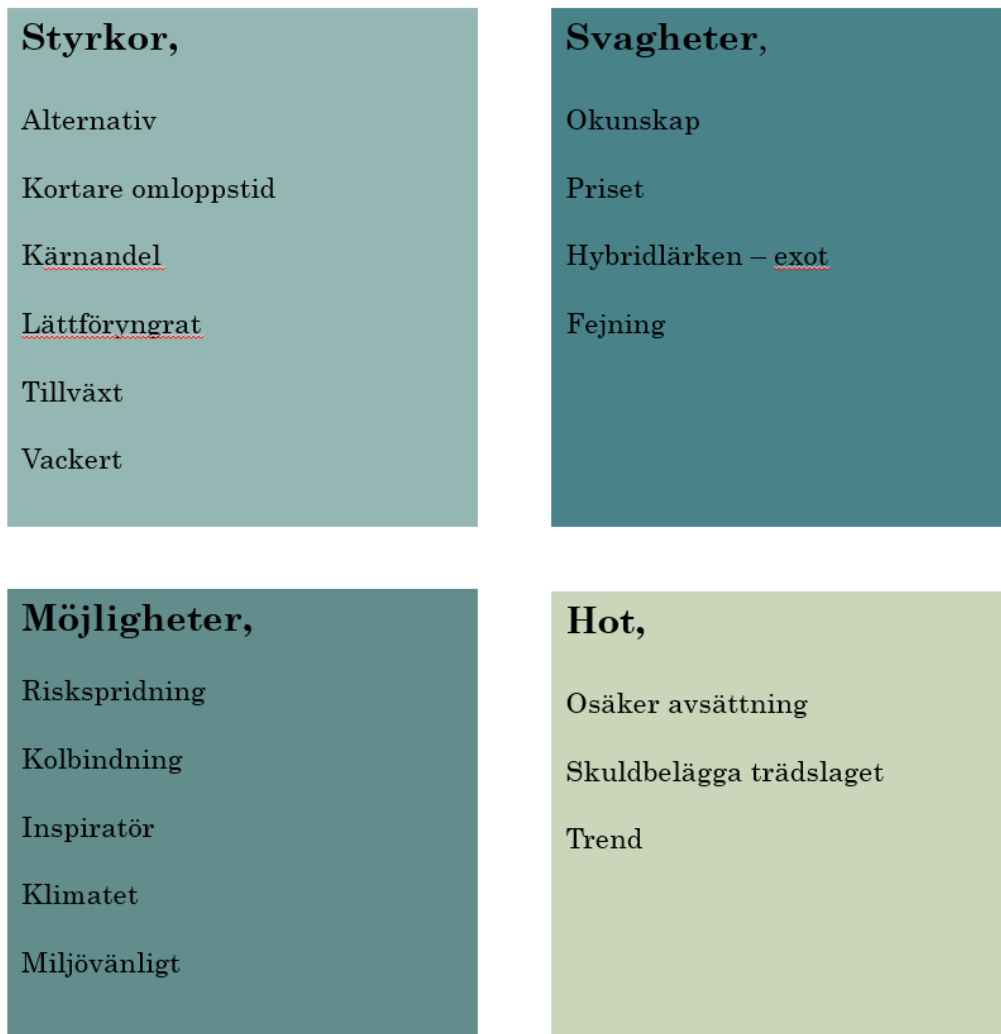 Styrkor,
Alternativ
Kortare omloppstid
Kärnandel
Lättföryngrat
Tillväxt
Vackert
Svagheter,
Okunskap
Priset
Hybridlärken – exot
Fejning
Möjligheter,
Riskspridning
Kolbindning
Inspiratör
Klimatet
Miljövänligt
Hot,
Osäker avsättning
Skuldbelägga trädslaget
Trend